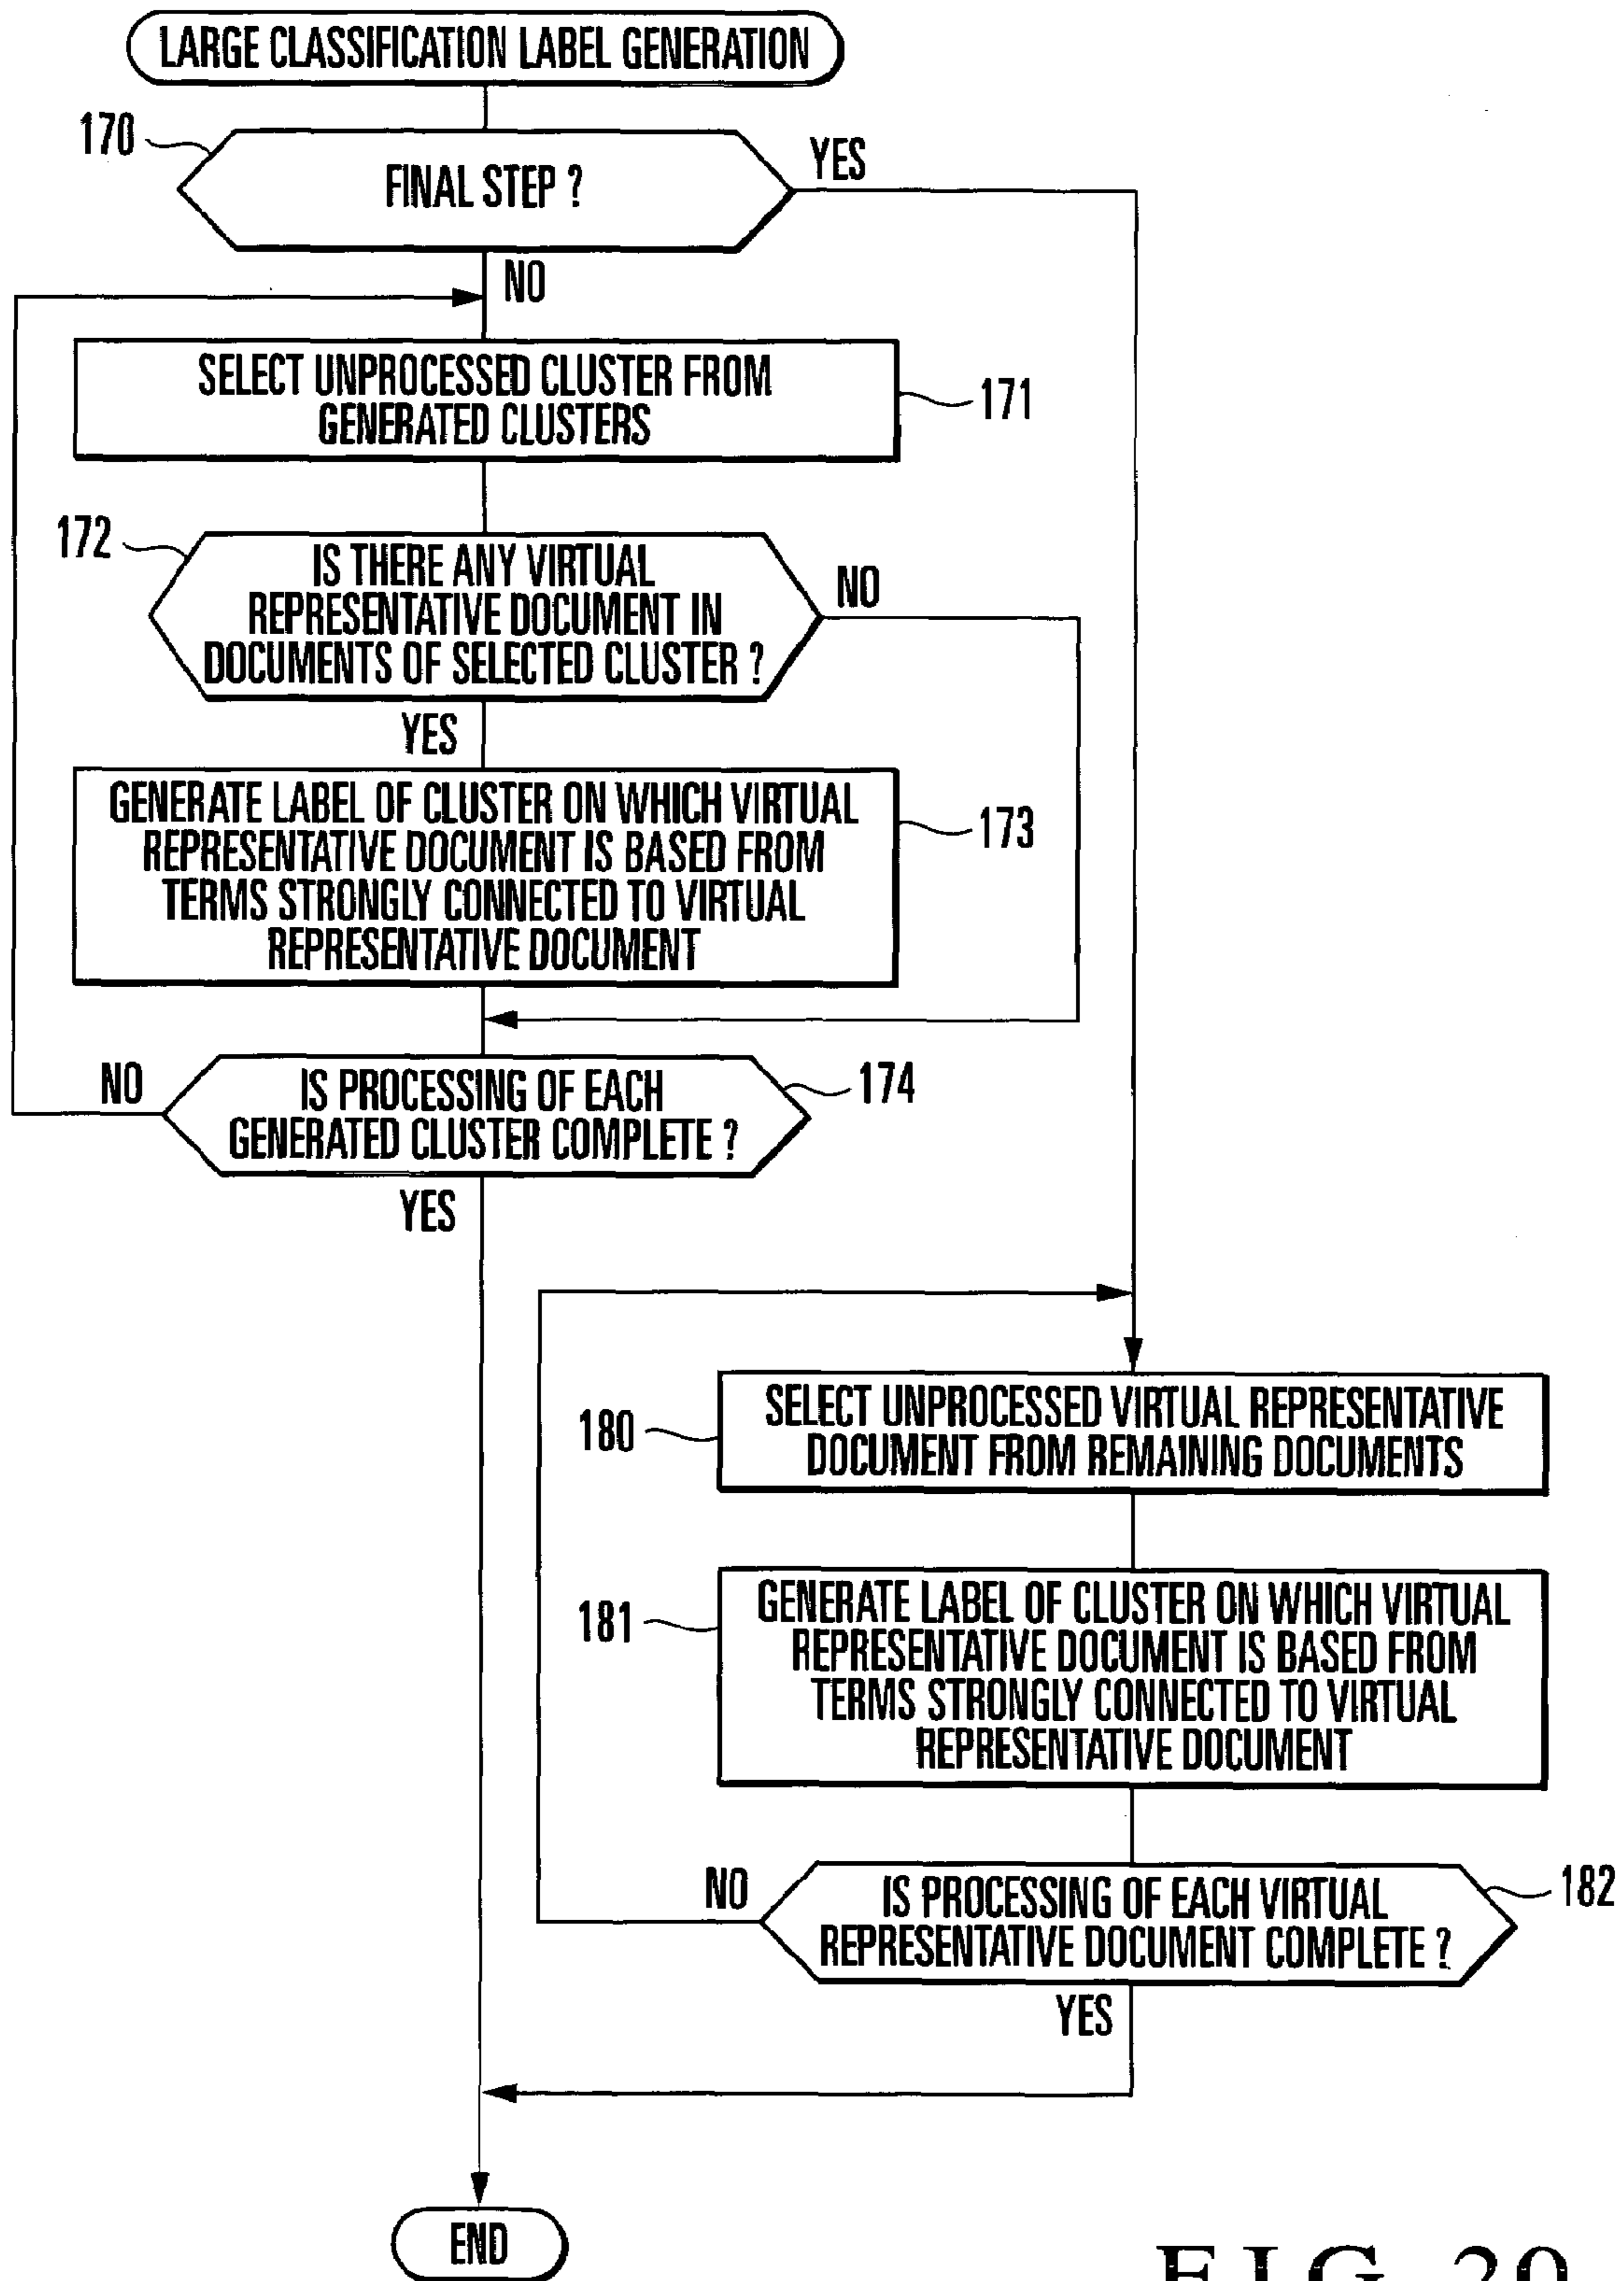 LARGE CLASSIFICATION LABEL GENERATION
170
FINAL STEP ?
YES
NO
SELECT UNPROCESSED CLUSTER FROM
GENERATED CLUSTERS
171
172
IS THERE ANY VIRTUAL
REPRESENTATIVE DOCUMENT IN
DOCUMENTS OF SELECTED CLUSTER ?
NO
YES
GENERATE LABEL OF CLUSTER ON WHICH VIRTUAL
REPRESENTATIVE DOCUMENT IS BASED FROM
TERMS STRONGLY CONNECTED TO VIRTUAL
REPRESENTATIVE DOCUMENT
173
NO
IS PROCESSING OF EACH
GENERATED CLUSTER COMPLETE ?
174
YES
180
SELECT UNPROCESSED VIRTUAL REPRESENTATIVE
DOCUMENT FROM REMAINING DOCUMENTS
181
GENERATE LABEL OF CLUSTER ON WHICH VIRTUAL
REPRESENTATIVE DOCUMENT IS BASED FROM
TERMS STRONGLY CONNECTED TO VIRTUAL
REPRESENTATIVE DOCUMENT
NO
IS PROCESSING OF EACH VIRTUAL
REPRESENTATIVE DOCUMENT COMPLETE ?
182
YES
END